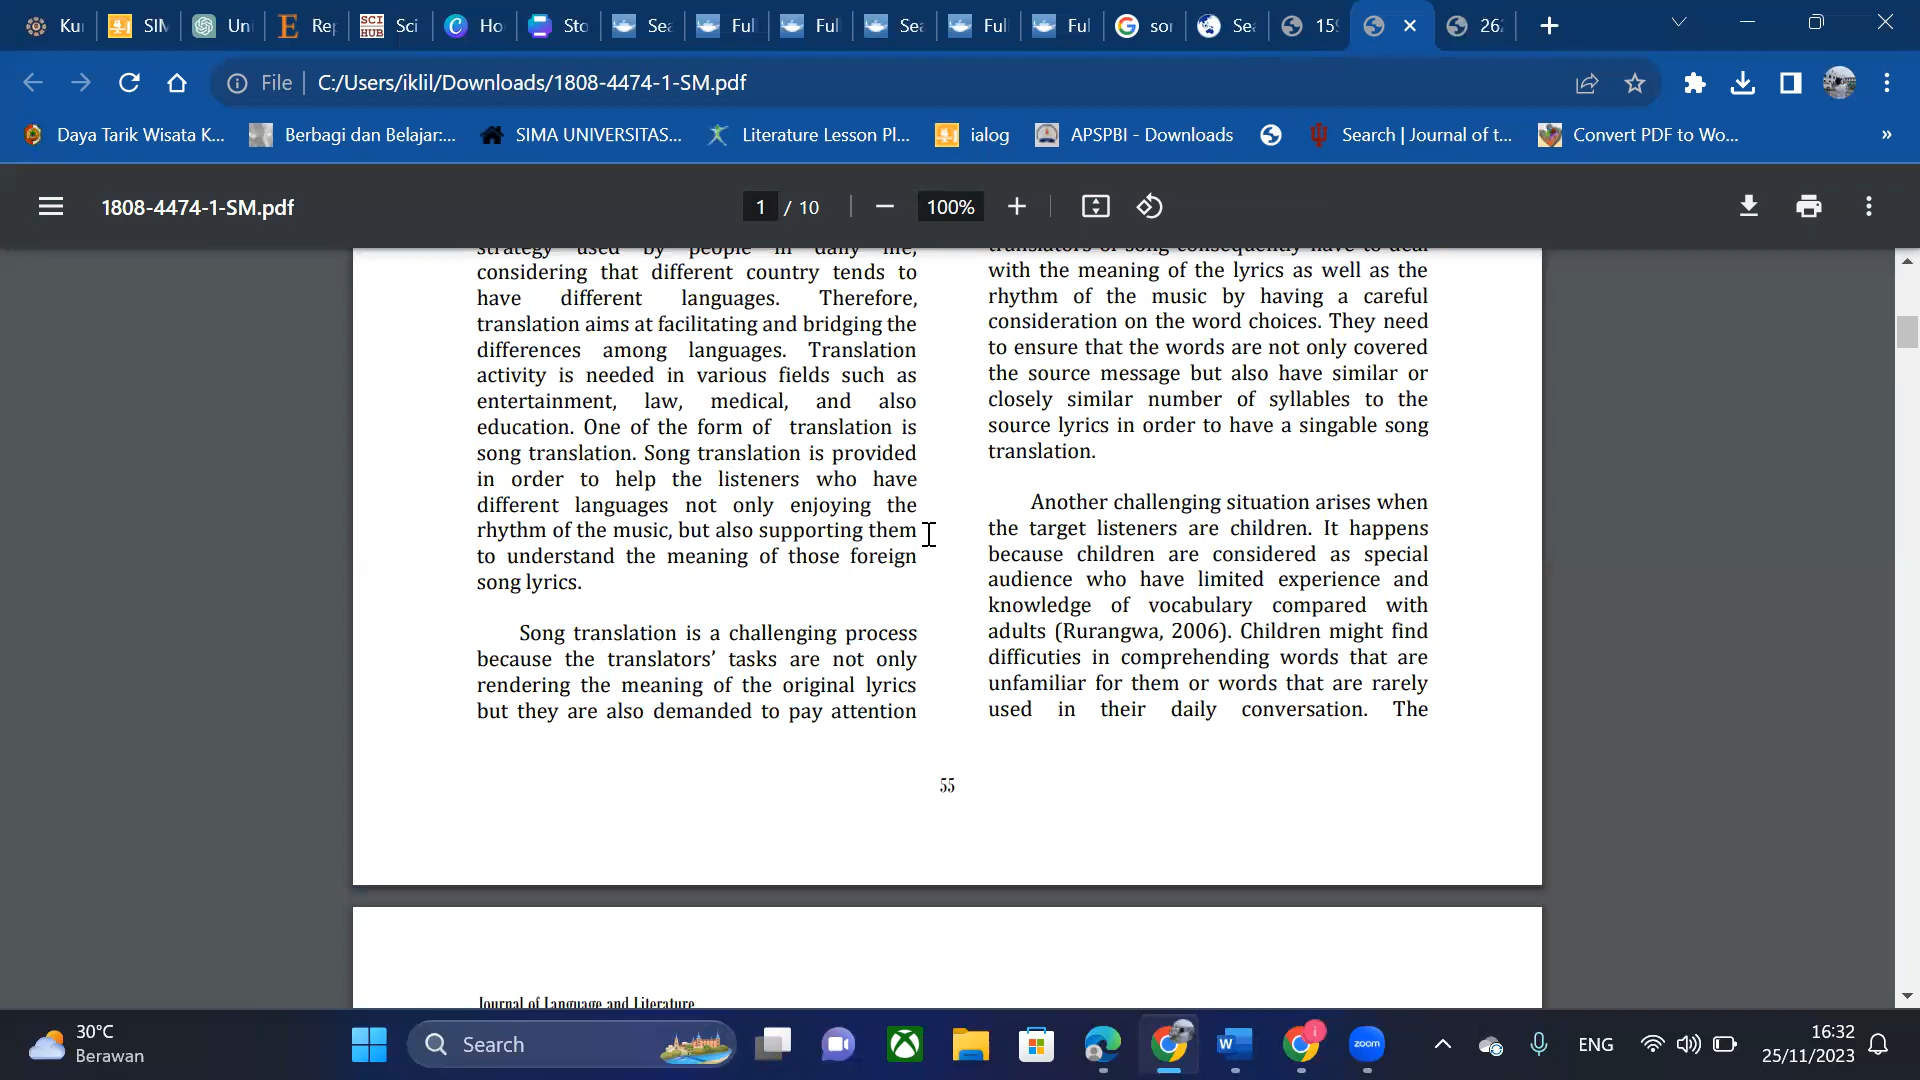 Kuı
SIM
Uni
Rep
SCI HUB
Sci
Ho
Sto
Sea
Full
Full
Sea
Full
Ful
Sea
15
26
File
C:/Users/iklil/Downloads/1808-4474-1-SM.pdf
Daya Tarik Wisata K...
Berbagi dan Belajar:...
SIMA UNIVERSITAS...
Literature Lesson Pl...
ialog
APSPBI - Downloads
Search | Journal of t...
Convert PDF to Wo...
»
1808-4474-1-SM.pdf
1 / 10
100%
strategy used by people in daily life,
considering that different country tends to
have different languages. Therefore,
translation aims at facilitating and bridging the
differences among languages. Translation
activity is needed in various fields such as
entertainment, law, medical, and also
education. One of the form of translation is
song translation. Song translation is provided
in order to help the listeners who have
different languages not only enjoying the
rhythm of the music, but also supporting them
to understand the meaning of those foreign
song lyrics.
Song translation is a challenging process
because the translators’ tasks are not only
rendering the meaning of the original lyrics
but they are also demanded to pay attention
translators of song consequently have to deal
with the meaning of the lyrics as well as the
rhythm of the music by having a careful
consideration on the word choices. They need
to ensure that the words are not only covered
the source message but also have similar or
closely similar number of syllables to the
source lyrics in order to have a singable song
translation.
Another challenging situation arises when
the target listeners are children. It happens
because children are considered as special
audience who have limited experience and
knowledge of vocabulary compared with
adults (Rurangwa, 2006). Children might find
difficuties in comprehending words that are
unfamiliar for them or words that are rarely
used in their daily conversation. The
55
Journal of Language and Literature
30°C
Berawan
Search
zoom
ENG
16:32
25/11/2023